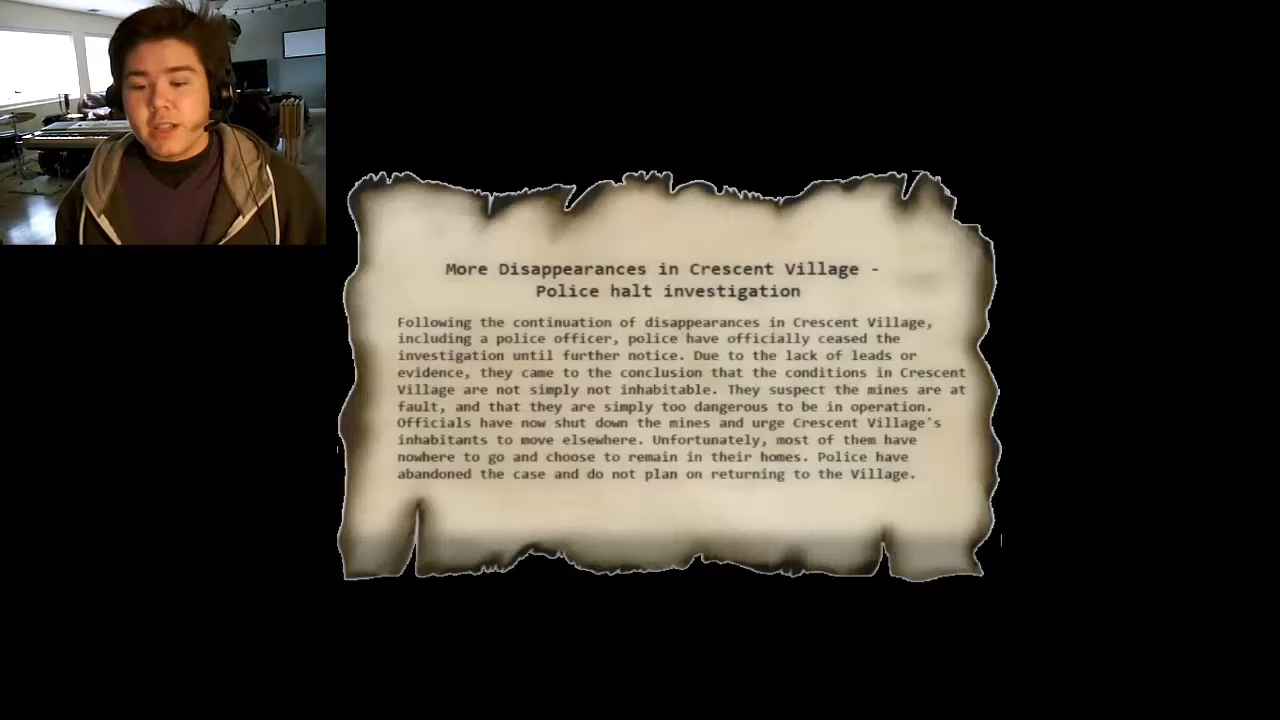 More Disappearances in Crescent Village -
Police halt investigation
Following the continuation of disappearances in Crescent Village,
including a police officer, police have officially ceased the
investigation until further notice. Due to the lack of leads or
evidence, they came to the conclusion that the conditions in Crescent
Village are not simply not inhabitable. They suspect the mines are at
fault, and that they are simply too dangerous to be in operation.
Officials have now shut down the mines and urge Crescent Village's
inhabitants to move elsewhere. Unfortunately, most of them have
nowhere to go and choose to remain in their homes. Police have
abandoned the case and do not plan on returning to the Village.